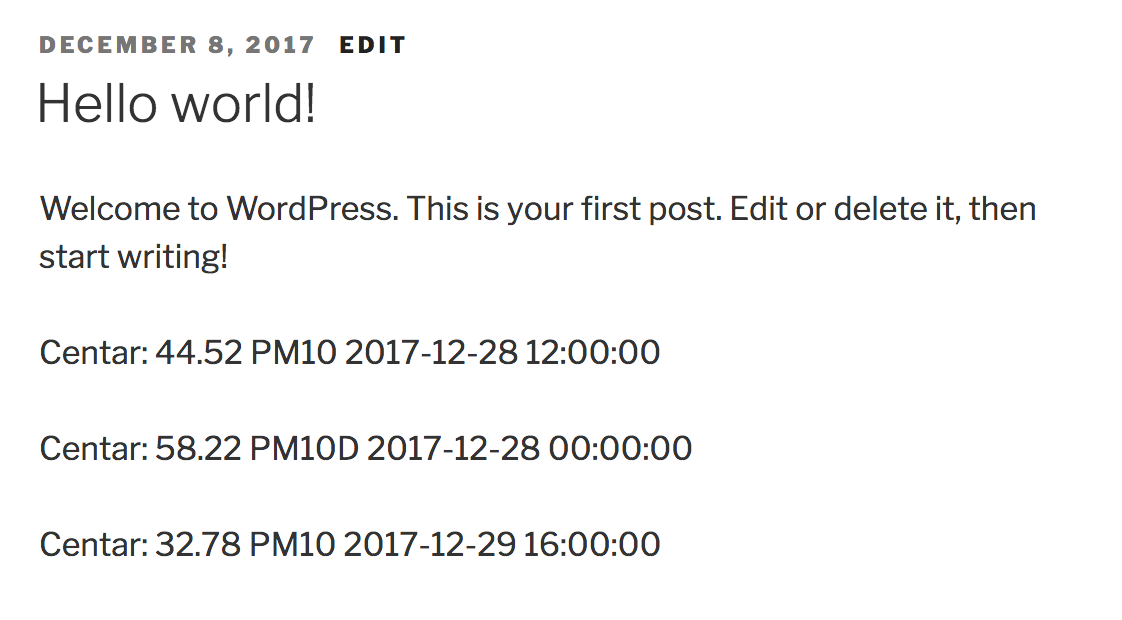 DECEMBER 8, 2017 EDIT
Hello world!
Welcome to WordPress. This is your first post. Edit or delete it, then
start writing!
Centar: 44.52 PM10 2017-12-28 12:00:00
Centar: 58.22 PM10D 2017-12-28 00:00:00
Centar: 32.78 PM10 2017-12-29 16:00:00